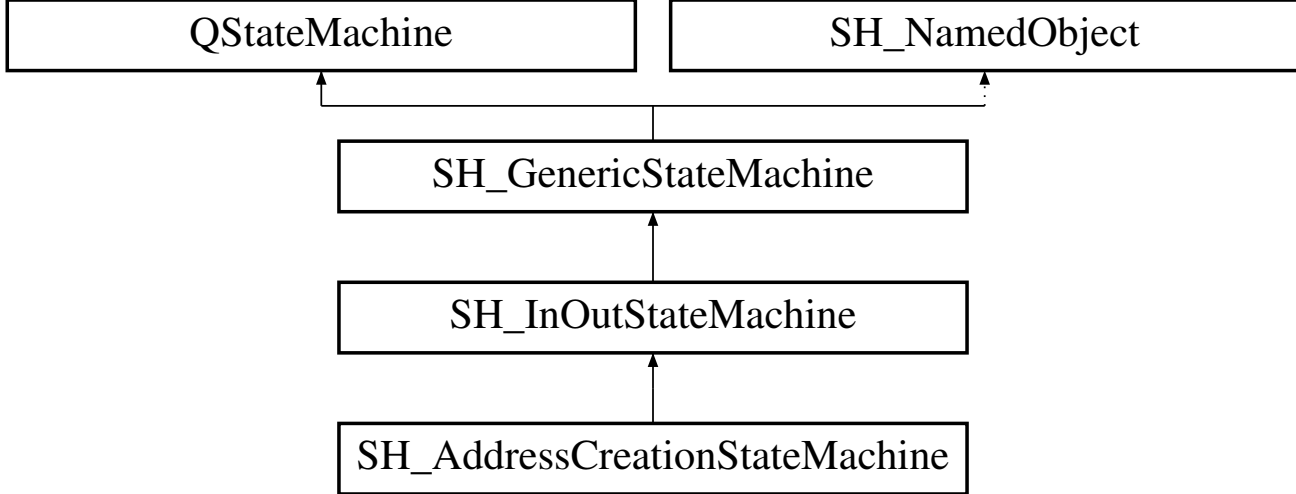 QStateMachine
SH_NamedObject
SH_GenericStateMachine
SH_InOutStateMachine
SH_AddressCreationStateMachine